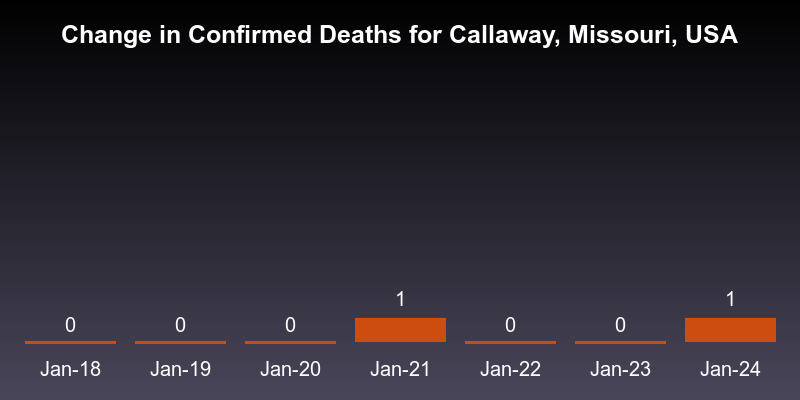 Change in Confirmed Deaths for Callaway, Missouri, USA
0 0 0 1 0 0 1
Jan-18 Jan-19 Jan-20 Jan-21 Jan-22 Jan-23 Jan-24